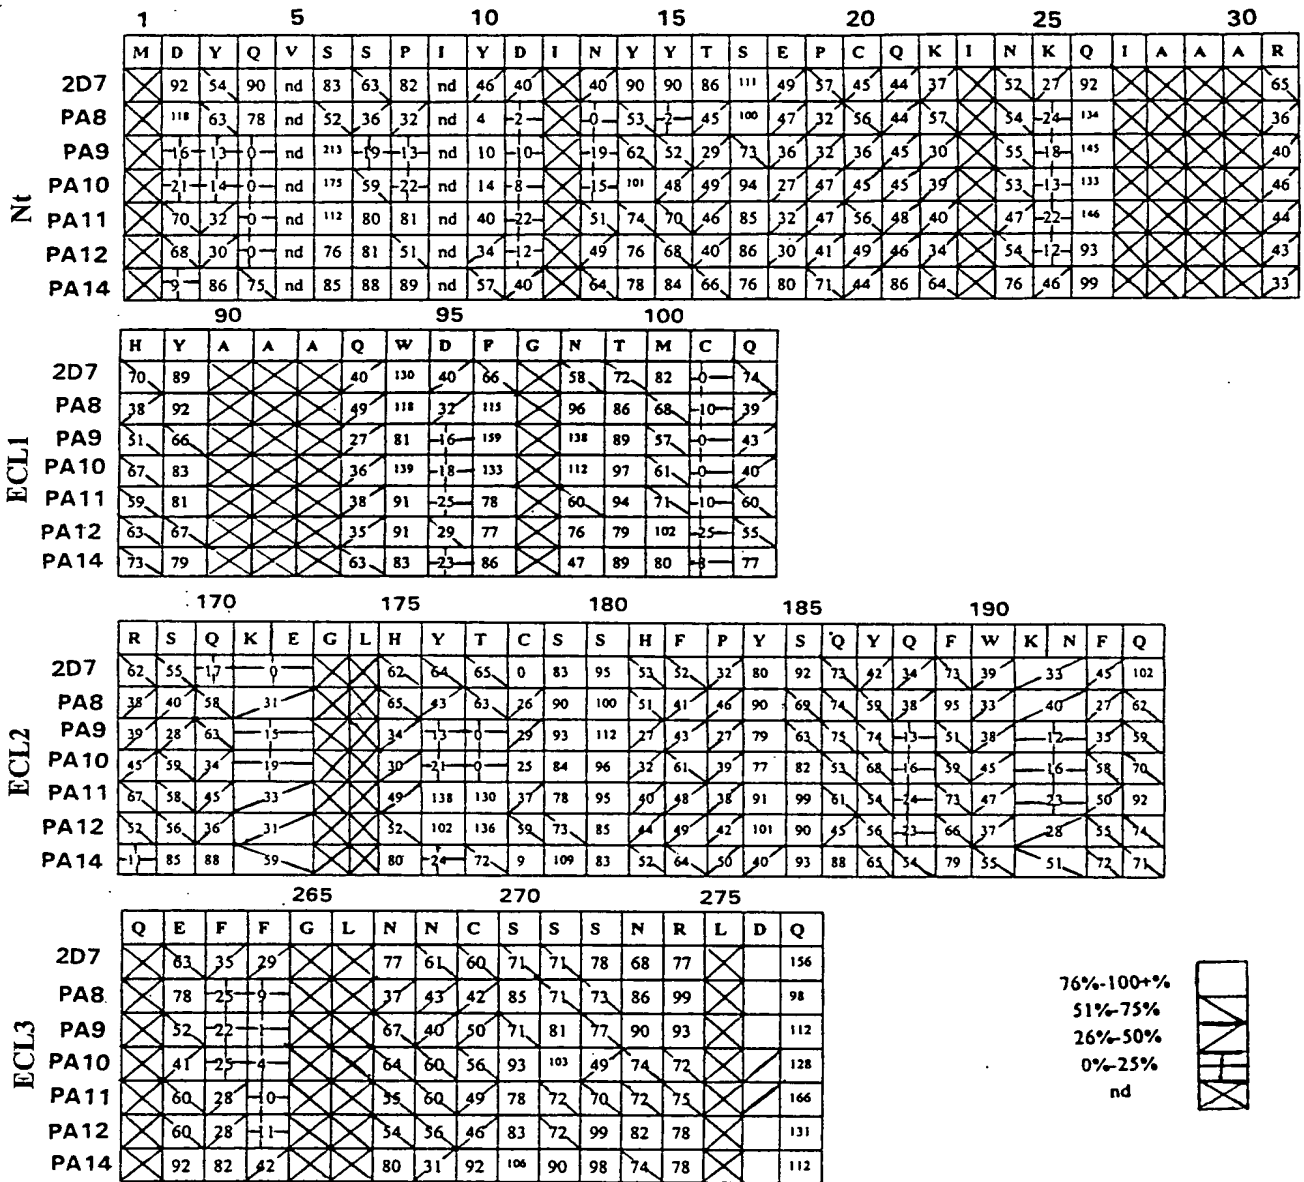 1 5 10 15 20 25 30
M D Y Q V S S P I Y D I N Y Y T S E P C Q K I N K Q I A A A R
2D7 92 54 90 nd 83 63 82 nd 46 40 40 90 90 86 111 49 57 45 44 37 52 27 92 65
PA8 118 63 78 nd 52 36 32 nd 4 2 0 53 2 45 100 47 32 56 44 57 54 24 134 36
PA9 16 13 0 nd 213 19 13 nd 10 10 19 62 52 29 73 36 32 36 45 30 55 18 145 40
Nt
PA10 21 14 0 nd 175 59 22 nd 14 8 15 101 48 49 94 27 47 45 45 39 53 13 133 46
PA11 70 32 0 nd 112 80 81 nd 40 22 51 74 70 46 85 32 47 56 48 40 47 22 146 44
PA12 68 30 0 nd 76 81 51 nd 34 12 49 76 68 40 86 30 41 49 46 34 54 12 93 43
PA14 9 86 75 nd 85 88 89 nd 57 40 64 78 84 66 76 80 71 44 86 64 76 46 99 33
90 95 100
H Y A A A Q W D F G N T M C Q
2D7 70 89 40 130 40 66 58 72 82 0 74
PA8 38 92 49 118 32 115 96 86 68 10 39
PA9 51 66 27 81 16 159 138 89 57 0 43
ECL1
PA10 67 83 36 139 18 133 112 97 61 0 40
PA11 59 81 38 91 25 78 60 94 71 10 60
PA12 63 67 35 91 29 77 76 79 102 25 55
PA14 73 79 63 83 23 86 47 89 80 8 77
170 175 180 185 190
R S Q K E G L H Y T C S S H F P Y S Q Y Q F W K N F Q
2D7 62 55 17 0 62 64 65 0 83 95 53 52 32 80 92 73 42 34 73 39 33 45 102
PA8 38 40 58 31 65 43 63 26 90 100 51 41 46 90 69 74 59 38 95 33 40 27 62
PA9 39 28 63 15 34 13 0 29 93 112 27 43 27 79 63 75 74 13 51 38 12 35 59
ECL2
PA10 45 59 34 19 30 21 0 25 84 96 32 61 39 77 82 53 68 16 59 45 16 58 70
PA11 67 58 45 33 49 138 130 37 78 95 40 48 38 91 99 61 54 24 73 47 23 50 92
PA12 52 56 36 31 52 102 136 59 73 85 44 49 42 101 90 45 56 23 66 37 28 55 74
PA14 11 85 88 59 80 24 72 9 109 83 52 64 50 40 93 88 65 54 79 55 51 72 71
265 270 275
Q E F F G L N N C S S S N R L D Q
2D7 63 35 29 77 61 60 71 71 78 68 77 156
PA8 78 25 9 37 43 42 85 71 73 86 99 98
PA9 52 22 1 67 40 50 71 81 77 90 93 112
ECL3
PA10 41 25 4 64 60 56 93 103 49 74 72 128
PA11 60 28 10 55 60 49 78 72 70 72 75 166
PA12 60 28 11 54 56 46 83 72 99 82 78 131
PA14 92 82 42 80 31 92 106 90 98 74 78 112
76%-100+%
51%-75%
26%-50%
0%-25%
nd